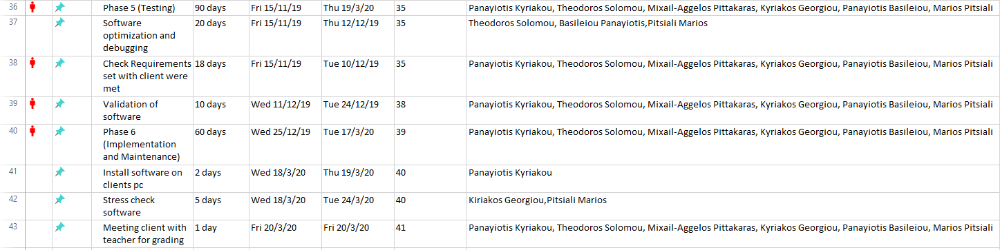 36 Phase 5 (Testing) 90 days Fri 15/11/19 Thu 19/3/20 35 Panayiotis Kyriakou, Theodoros Solomou, Mixail-Aggelos Pittakaras, Kyriakos Georgiou, Panayiotis Basileiou, Marios Pitsiali
37 Software 20 days Fri 15/11/19 Thu 12/12/19 35 Theodoros Solomou, Basileiou Panayiotis,Pitsiali Marios
optimization and
debugging
38 Check Requirements 18 days Fri 15/11/19 Tue 10/12/19 35 Panayiotis Kyriakou, Theodoros Solomou, Mixail-Aggelos Pittakaras, Kyriakos Georgiou, Panayiotis Basileiou, Marios Pitsiali
set with client were
met
39 Validation of 10 days Wed 11/12/19 Tue 24/12/19 38 Panayiotis Kyriakou, Theodoros Solomou, Mixail-Aggelos Pittakaras, Kyriakos Georgiou, Panayiotis Basileiou, Marios Pitsiali
software
40 Phase 6 60 days Wed 25/12/19 Tue 17/3/20 39 Panayiotis Kyriakou, Theodoros Solomou, Mixail-Aggelos Pittakaras, Kyriakos Georgiou, Panayiotis Basileiou, Marios Pitsiali
(Implementation
and Maintenance)
41 Install software on 2 days Wed 18/3/20 Thu 19/3/20 40 Panayiotis Kyriakou
clients pc
42 Stress check 5 days Wed 18/3/20 Tue 24/3/20 40 Kiriakos Georgiou,Pitsiali Marios
software
43 Meeting client with 1 day Fri 20/3/20 Fri 20/3/20 41 Panayiotis Kyriakou, Theodoros Solomou, Mixail-Aggelos Pittakaras, Kyriakos Georgiou, Panayiotis Basileiou, Marios Pitsiali
teacher for grading